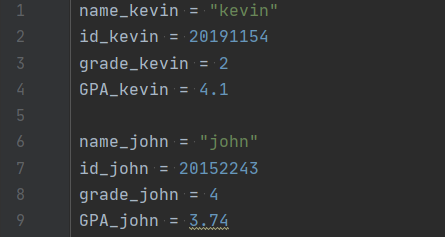 1 name_kevin = "kevin"
2 id_kevin = 20191154
3 grade_kevin = 2
4 GPA_kevin = 4.1
5
6 name_john = "john"
7 id_john = 20152243
8 grade_john = 4
9 GPA_john = 3.74